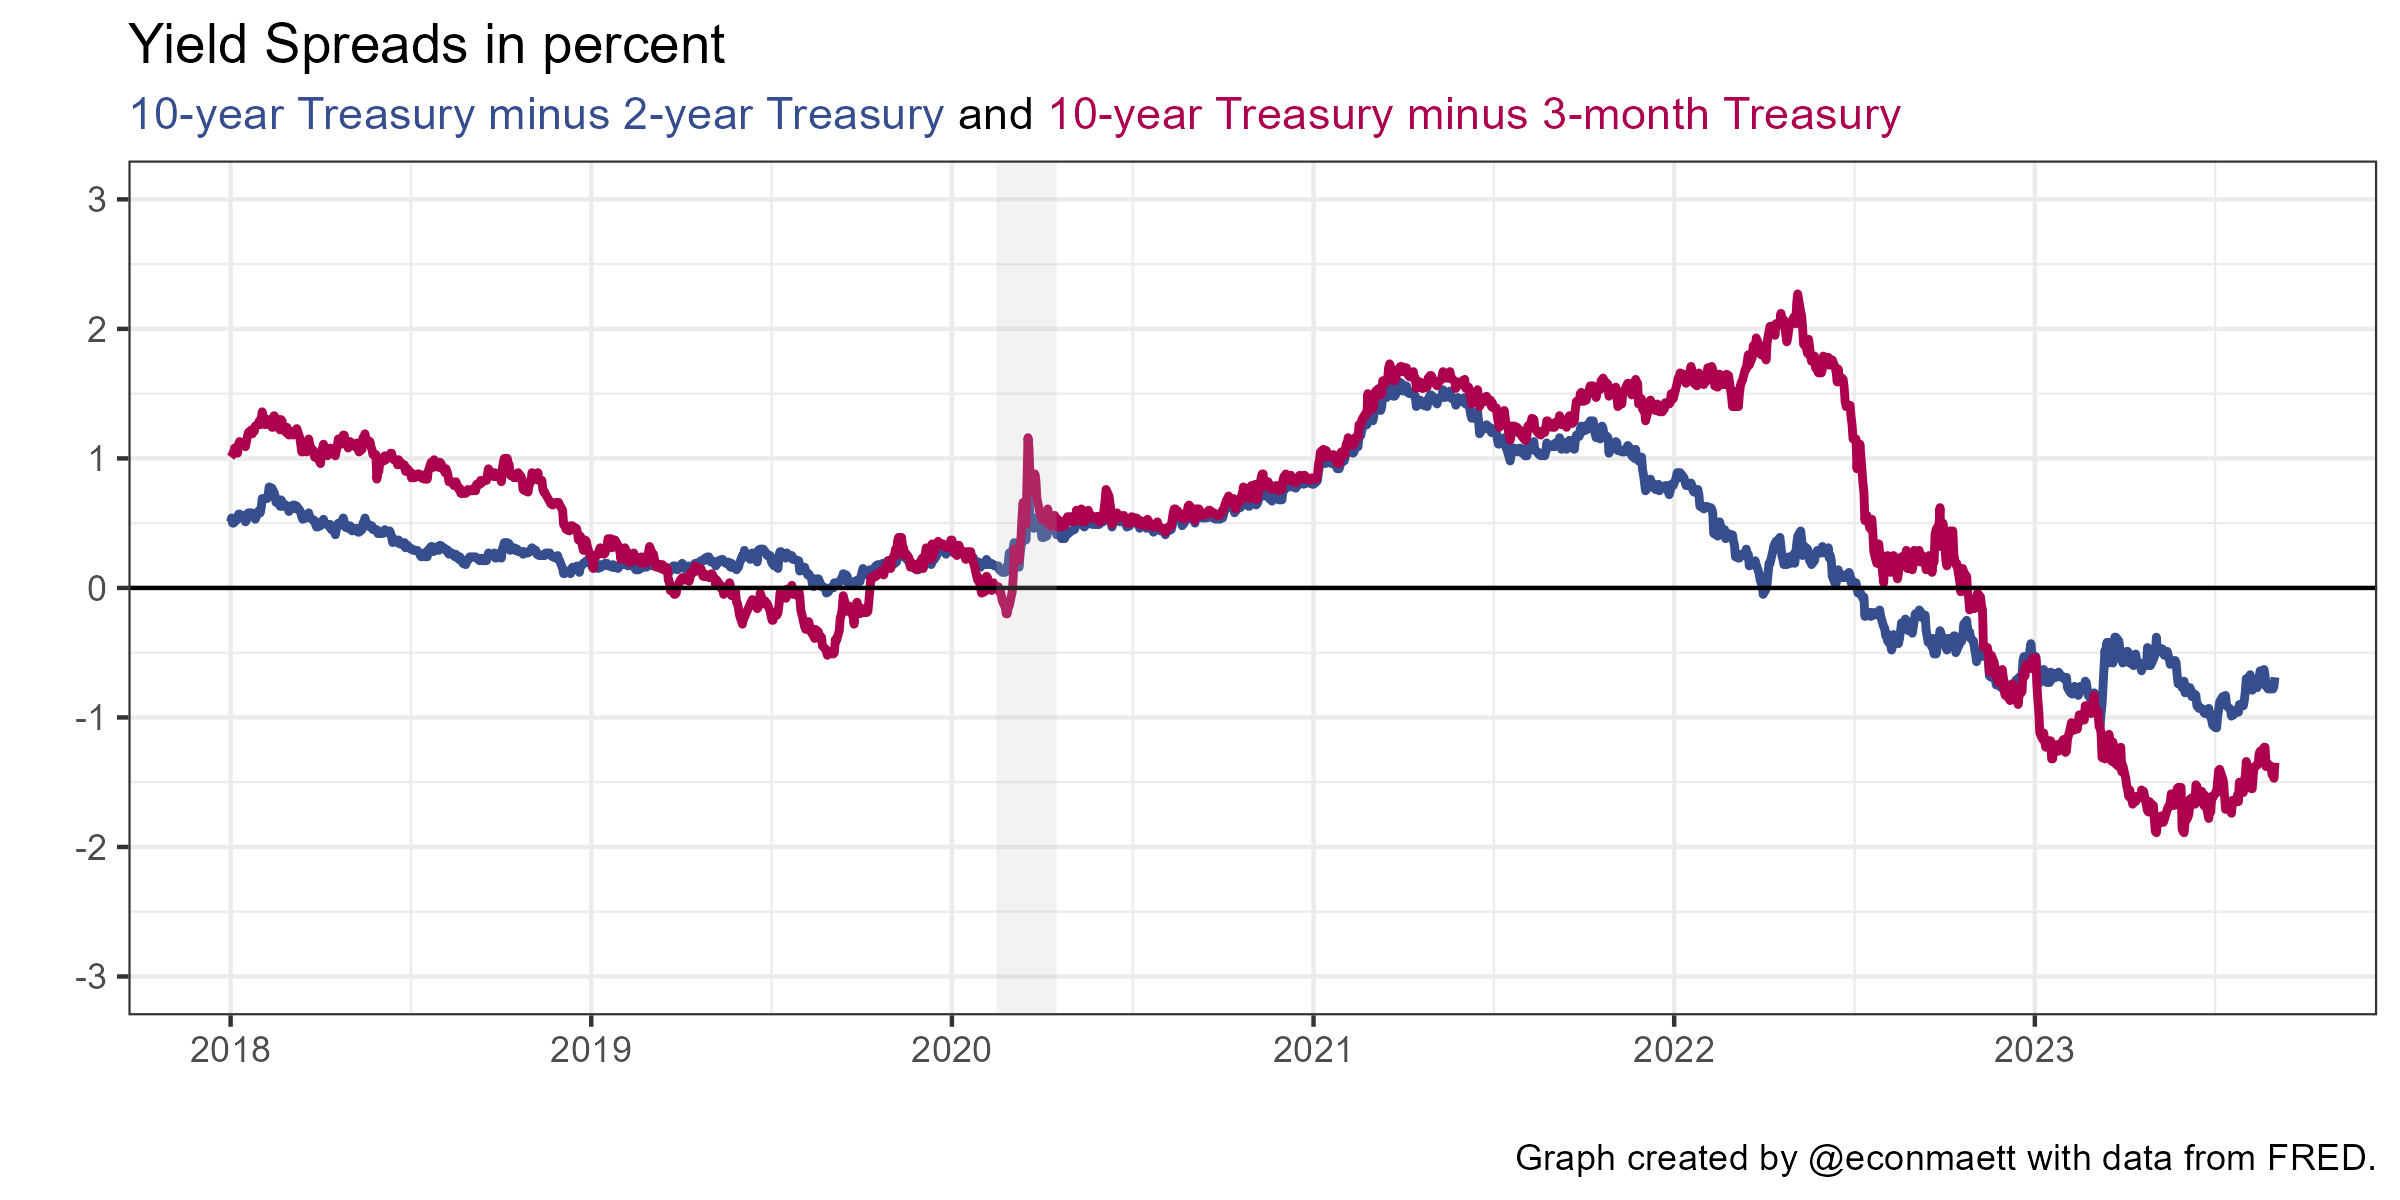 Yield Spreads in percent
10-year Treasury minus 2-year Treasury and 10-year Treasury minus 3-month Treasury
3
2
1
0
-1
-2
-3
2018 2019 2020 2021 2022 2023
Graph created by @econmaett with data from FRED.